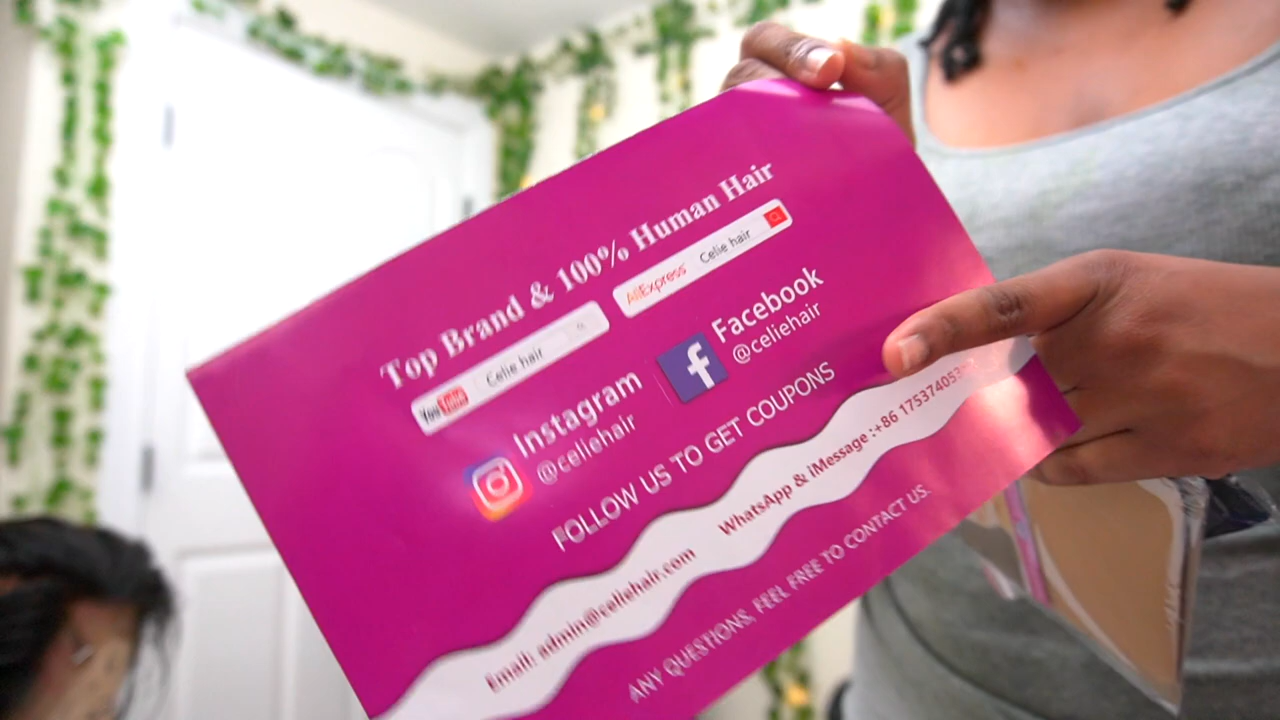 Top Brand & 100% Human Hair
YouTube Celie hair
AliExpress Celie hair
Instagram
@celiehair
Facebook
@celiehair
FOLLOW US TO GET COUPONS
Email: admin@celiehair.com WhatsApp & iMessage :+86 175374053
ANY QUESTIONS, FEEL FREE TO CONTACT US.